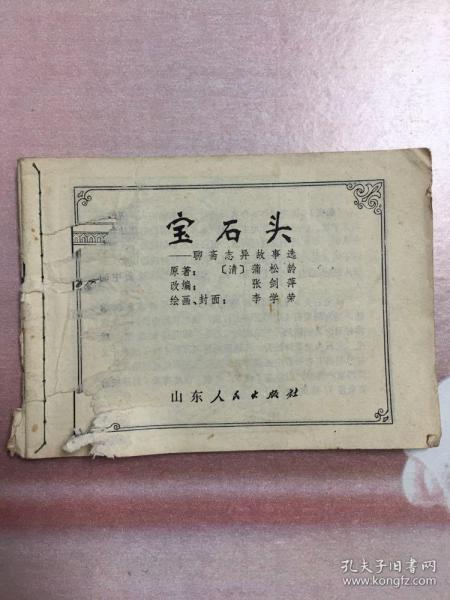 宝石头
——聊斋志异故事选
原著：〔清〕蒲松龄
改编：张剑萍
绘画、封面：李学荣
山东人民出版社
孔夫子旧书网
www.kongfz.com